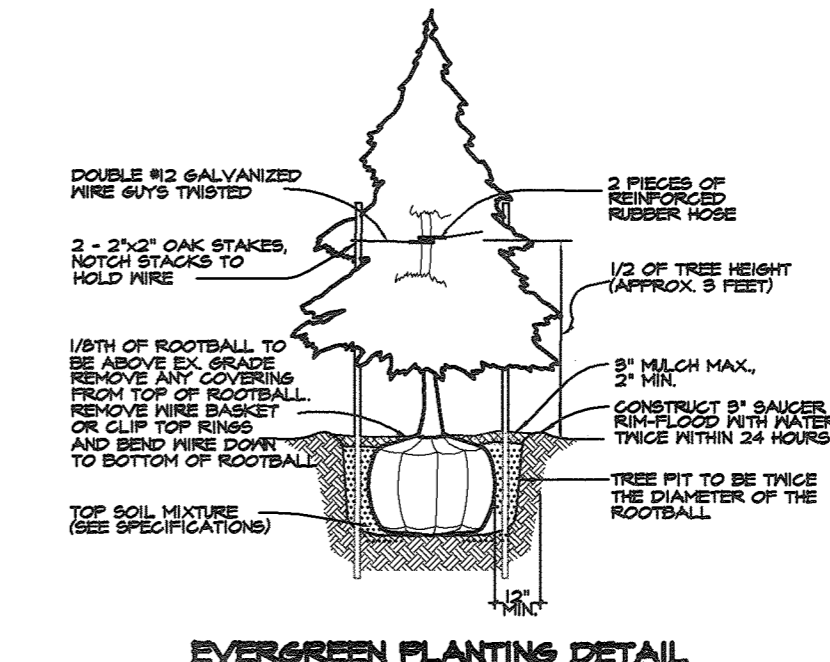 DOUBLE #12 GALVANIZED
WIRE GUYS TWISTED
2 - 2"x2" OAK STAKES,
NOTCH STACKS TO
HOLD WIRE
1/8TH OF ROOTBALL TO
BE ABOVE EX. GRADE
REMOVE ANY COVERING
FROM TOP OF ROOTBALL.
REMOVE WIRE BASKET
OR CLIP TOP RINGS
AND BEND WIRE DOWN
TO BOTTOM OF ROOTBALL
TOP SOIL MIXTURE
(SEE SPECIFICATIONS)
2 PIECES OF
REINFORCED
RUBBER HOSE
1/2 OF TREE HEIGHT
(APPROX. 3 FEET)
3" MULCH MAX.,
2" MIN.
CONSTRUCT 3" SAUCER
RIM-FLOOD WITH WATER
TWICE WITHIN 24 HOURS
TREE PIT TO BE TWICE
THE DIAMETER OF THE
ROOTBALL
12"
MIN.
EVERGREEN PLANTING DETAIL